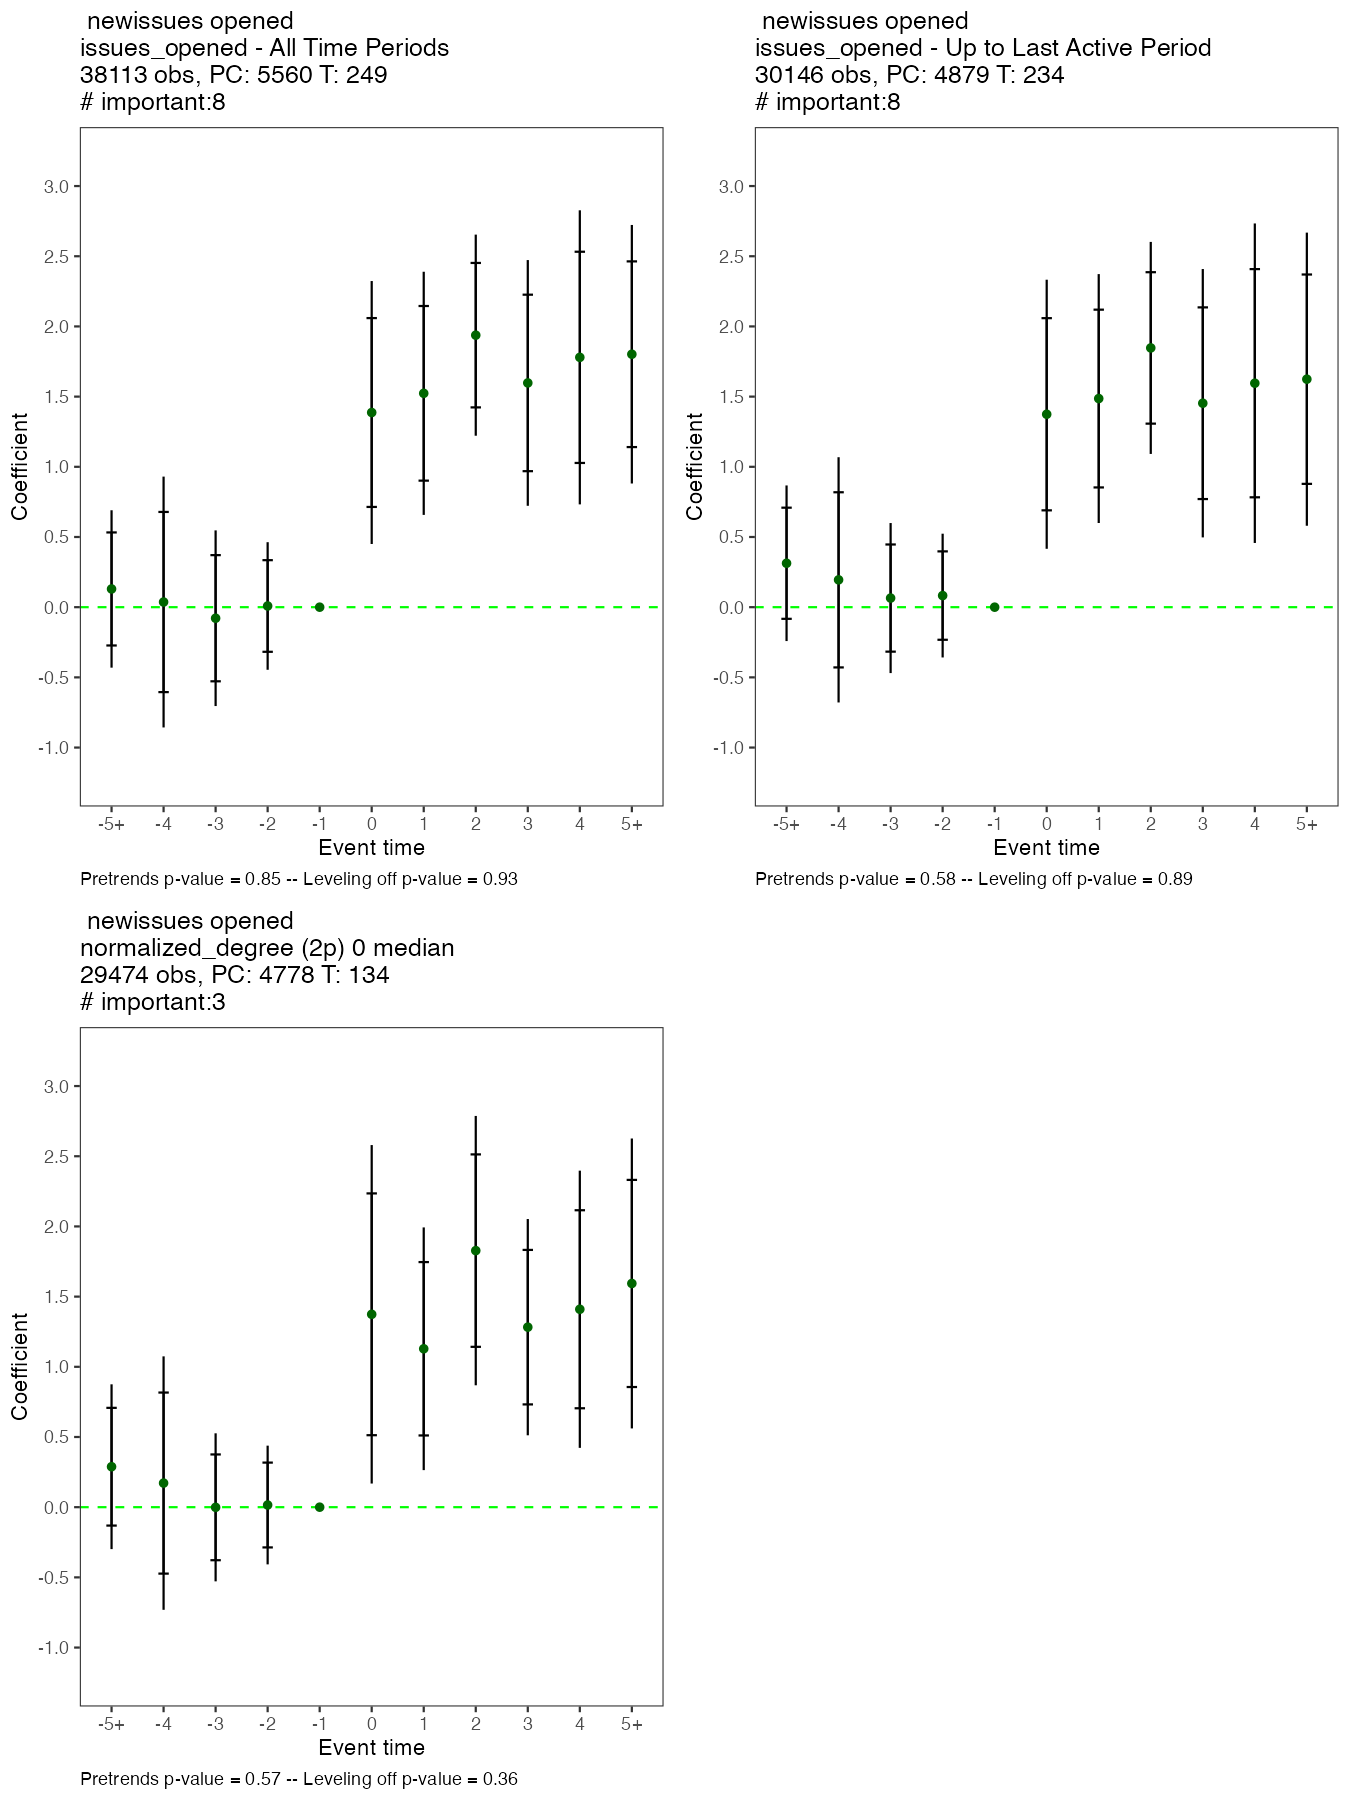 newissues opened
issues_opened - All Time Periods
38113 obs, PC: 5560 T: 249
# important:8
3.0
2.5
2.0
1.5
1.0
0.5
0.0
-0.5
-1.0
Coefficient
-5+ -4 -3 -2 -1 0 1 2 3 4 5+
Event time
Pretrends p-value = 0.85 -- Leveling off p-value = 0.93
newissues opened
issues_opened - Up to Last Active Period
30146 obs, PC: 4879 T: 234
# important:8
3.0
2.5
2.0
1.5
1.0
0.5
0.0
-0.5
-1.0
Coefficient
-5+ -4 -3 -2 -1 0 1 2 3 4 5+
Event time
Pretrends p-value = 0.58 -- Leveling off p-value = 0.89
newissues opened
normalized_degree (2p) 0 median
29474 obs, PC: 4778 T: 134
# important:3
3.0
2.5
2.0
1.5
1.0
0.5
0.0
-0.5
-1.0
Coefficient
-5+ -4 -3 -2 -1 0 1 2 3 4 5+
Event time
Pretrends p-value = 0.57 -- Leveling off p-value = 0.36